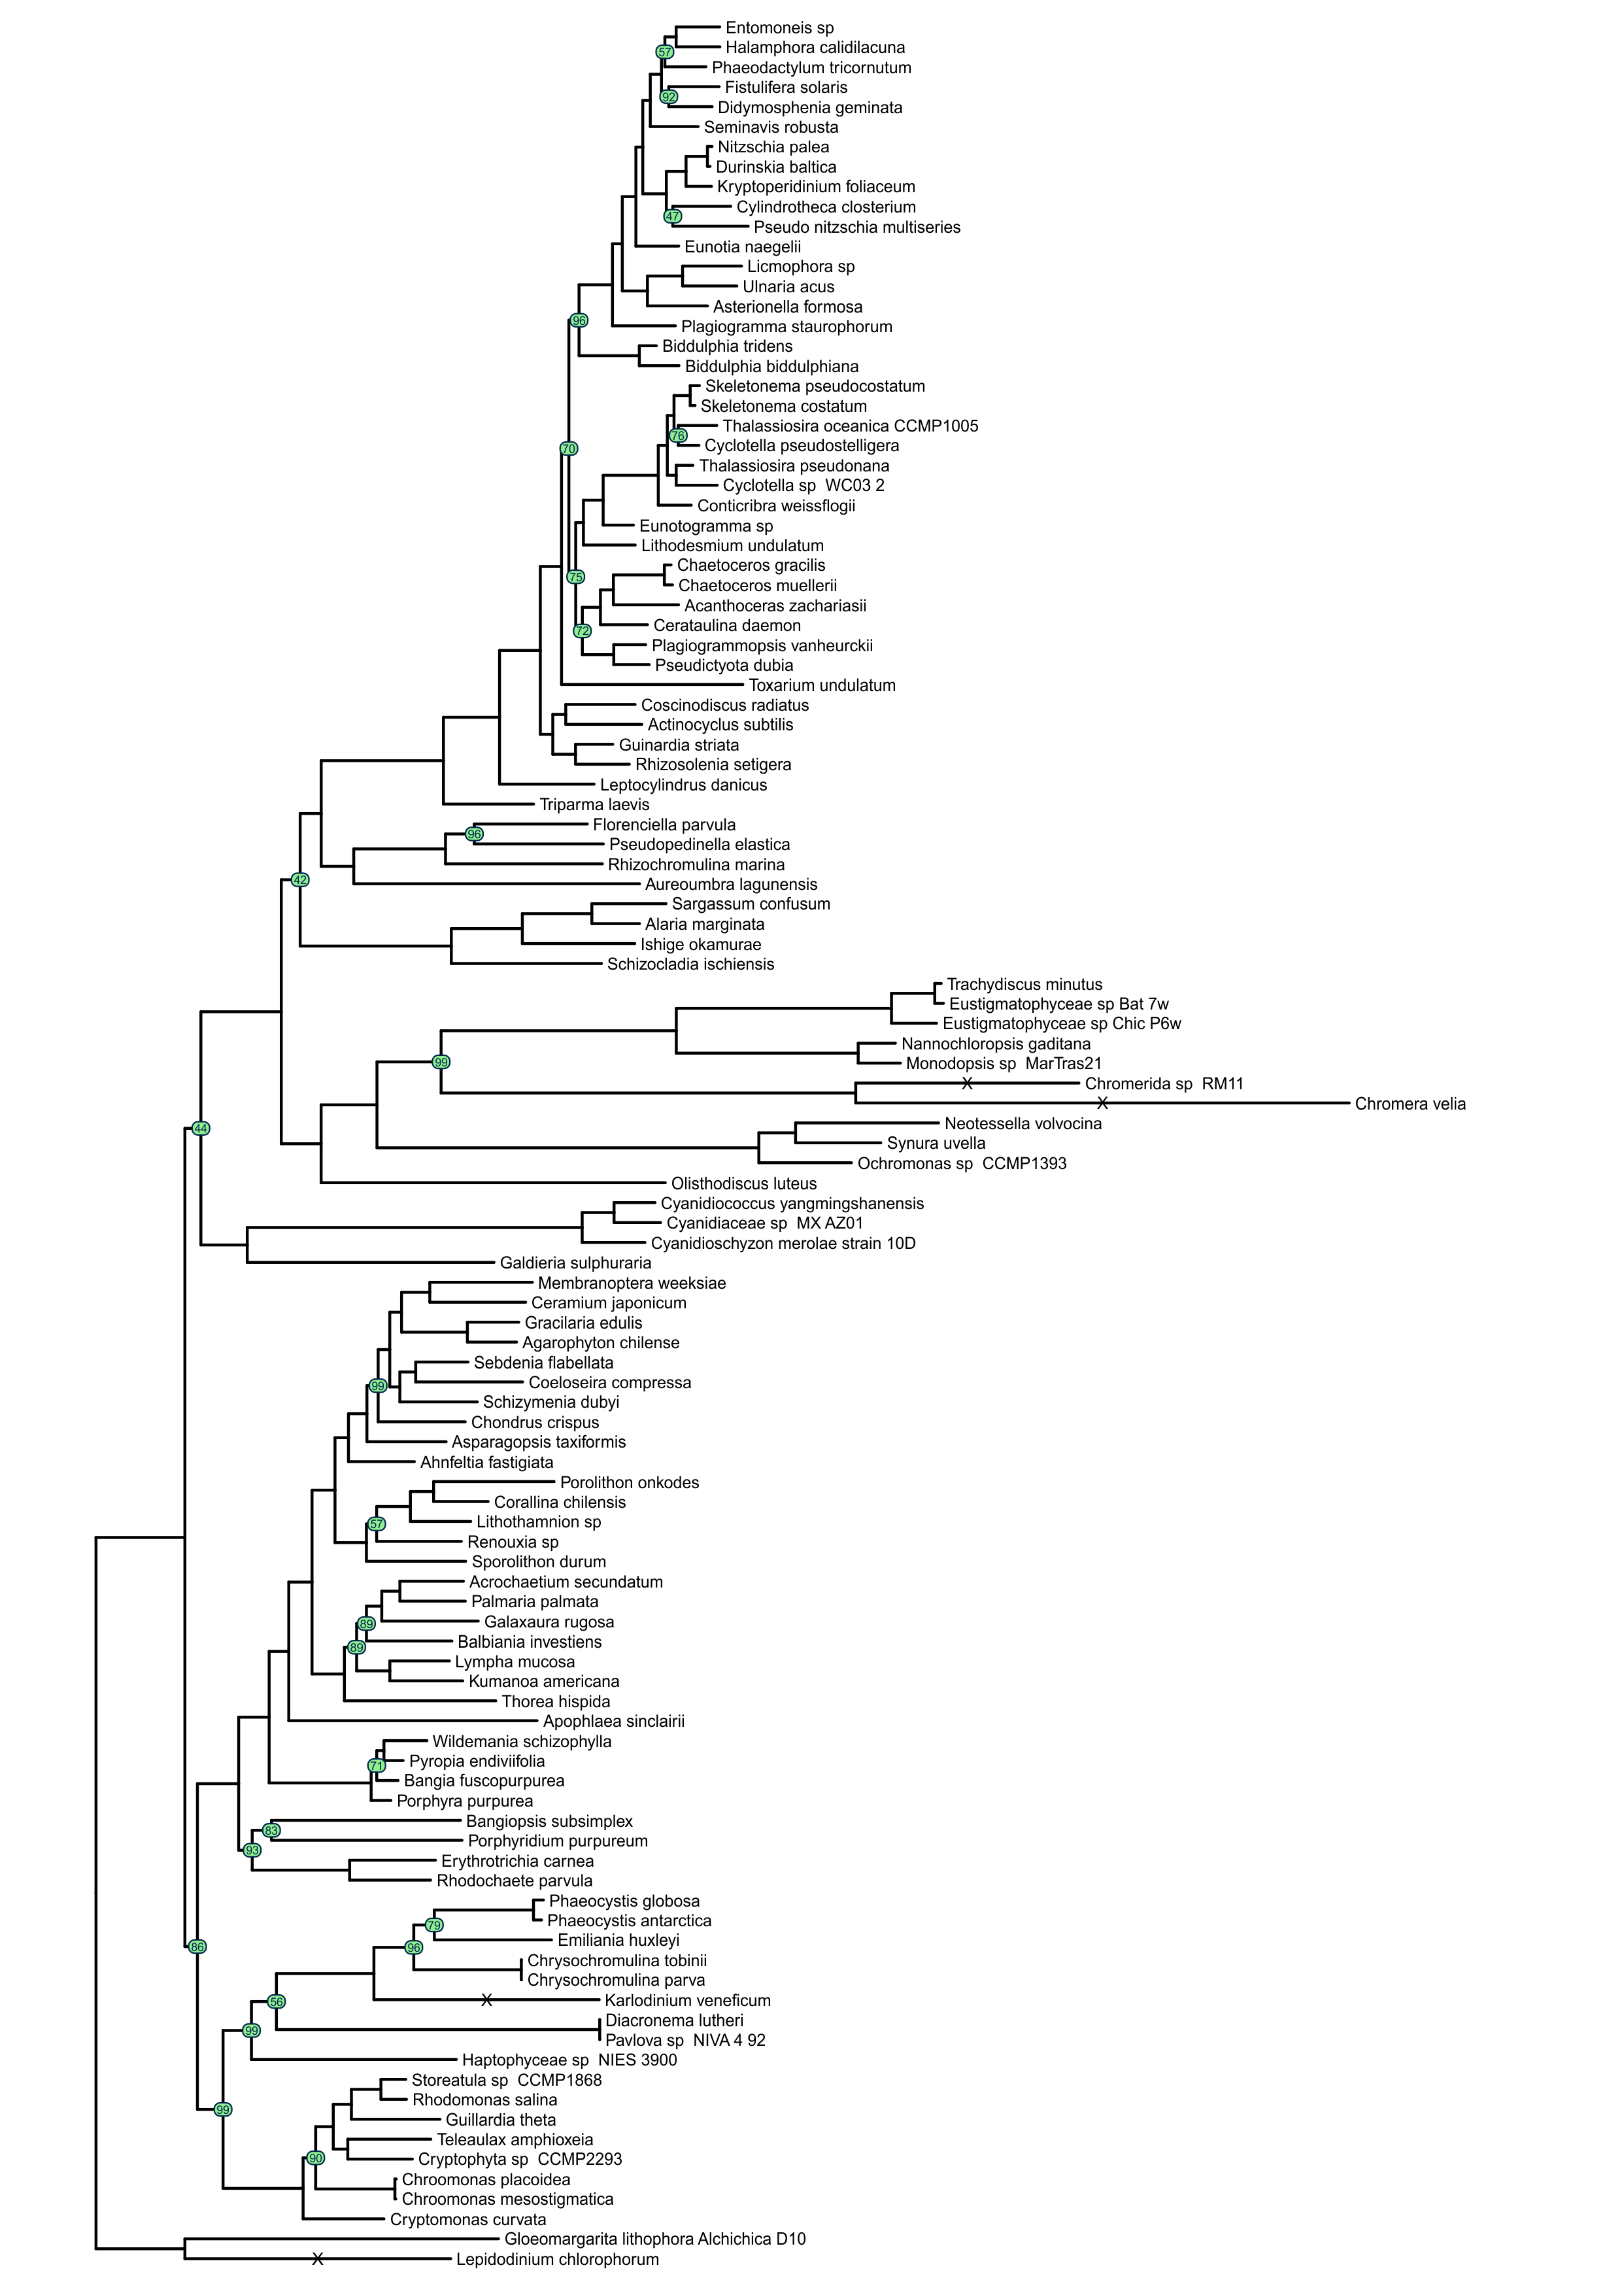 Entomoneis sp
Halamphora calidilacuna
57
Phaeodactylum tricornutum
Fistulifera solaris
92
Didymosphenia geminata
Seminavis robusta
Nitzschia palea
Durinskia baltica
Kryptoperidinium foliaceum
Cylindrotheca closterium
47
Pseudo nitzschia multiseries
Eunotia naegelii
Licmophora sp
Ulnaria acus
Asterionella formosa
96
Plagiogramma staurophorum
Biddulphia tridens
Biddulphia biddulphiana
Skeletonema pseudocostatum
Skeletonema costatum
Thalassiosira oceanica CCMP1005
76
Cyclotella pseudostelligera
70
Thalassiosira pseudonana
Cyclotella sp WC03 2
Conticribra weissflogii
Eunotogramma sp
Lithodesmium undulatum
Chaetoceros gracilis
75
Chaetoceros muellerii
Acanthoceras zachariasii
Cerataulina daemon
72
Plagiogrammopsis vanheurckii
Pseudictyota dubia
Toxarium undulatum
Coscinodiscus radiatus
Actinocyclus subtilis
Guinardia striata
Rhizosolenia setigera
Leptocylindrus danicus
Triparma laevis
Florenciella parvula
96
Pseudopedinella elastica
Rhizochromulina marina
42
Aureoumbra lagunensis
Sargassum confusum
Alaria marginata
Ishige okamurae
Schizocladia ischiensis
Trachydiscus minutus
Eustigmatophyceae sp Bat 7w
Eustigmatophyceae sp Chic P6w
Nannochloropsis gaditana
99
Monodopsis sp MarTras21
X
Chromerida sp RM11
X
Chromera velia
Neotessella volvocina
44
Synura uvella
Ochromonas sp CCMP1393
Olisthodiscus luteus
Cyanidiococcus yangmingshanensis
Cyanidiaceae sp MX AZ01
Cyanidioschyzon merolae strain 10D
Galdieria sulphuraria
Membranoptera weeksiae
Ceramium japonicum
Gracilaria edulis
Agarophyton chilense
Sebdenia flabellata
Coeloseira compressa
99
Schizymenia dubyi
Chondrus crispus
Asparagopsis taxiformis
Ahnfeltia fastigiata
Porolithon onkodes
Corallina chilensis
Lithothamnion sp
57
Renouxia sp
Sporolithon durum
Acrochaetium secundatum
Palmaria palmata
Galaxaura rugosa
89
Balbiania investiens
89
Lympha mucosa
Kumanoa americana
Thorea hispida
Apophlaea sinclairii
Wildemania schizophylla
Pyropia endiviifolia
71
Bangia fuscopurpurea
Porphyra purpurea
Bangiopsis subsimplex
83
Porphyridium purpureum
93
Erythrotrichia carnea
Rhodochaete parvula
Phaeocystis globosa
Phaeocystis antarctica
79
Emiliania huxleyi
86
96
Chrysochromulina tobinii
Chrysochromulina parva
X
Karlodinium veneficum
56
Diacronema lutheri
99
Pavlova sp NIVA 4 92
Haptophyceae sp NIES 3900
Storeatula sp CCMP1868
Rhodomonas salina
99
Guillardia theta
Teleaulax amphioxeia
90
Cryptophyta sp CCMP2293
Chroomonas placoidea
Chroomonas mesostigmatica
Cryptomonas curvata
Gloeomargarita lithophora Alchichica D10
X
Lepidodinium chlorophorum